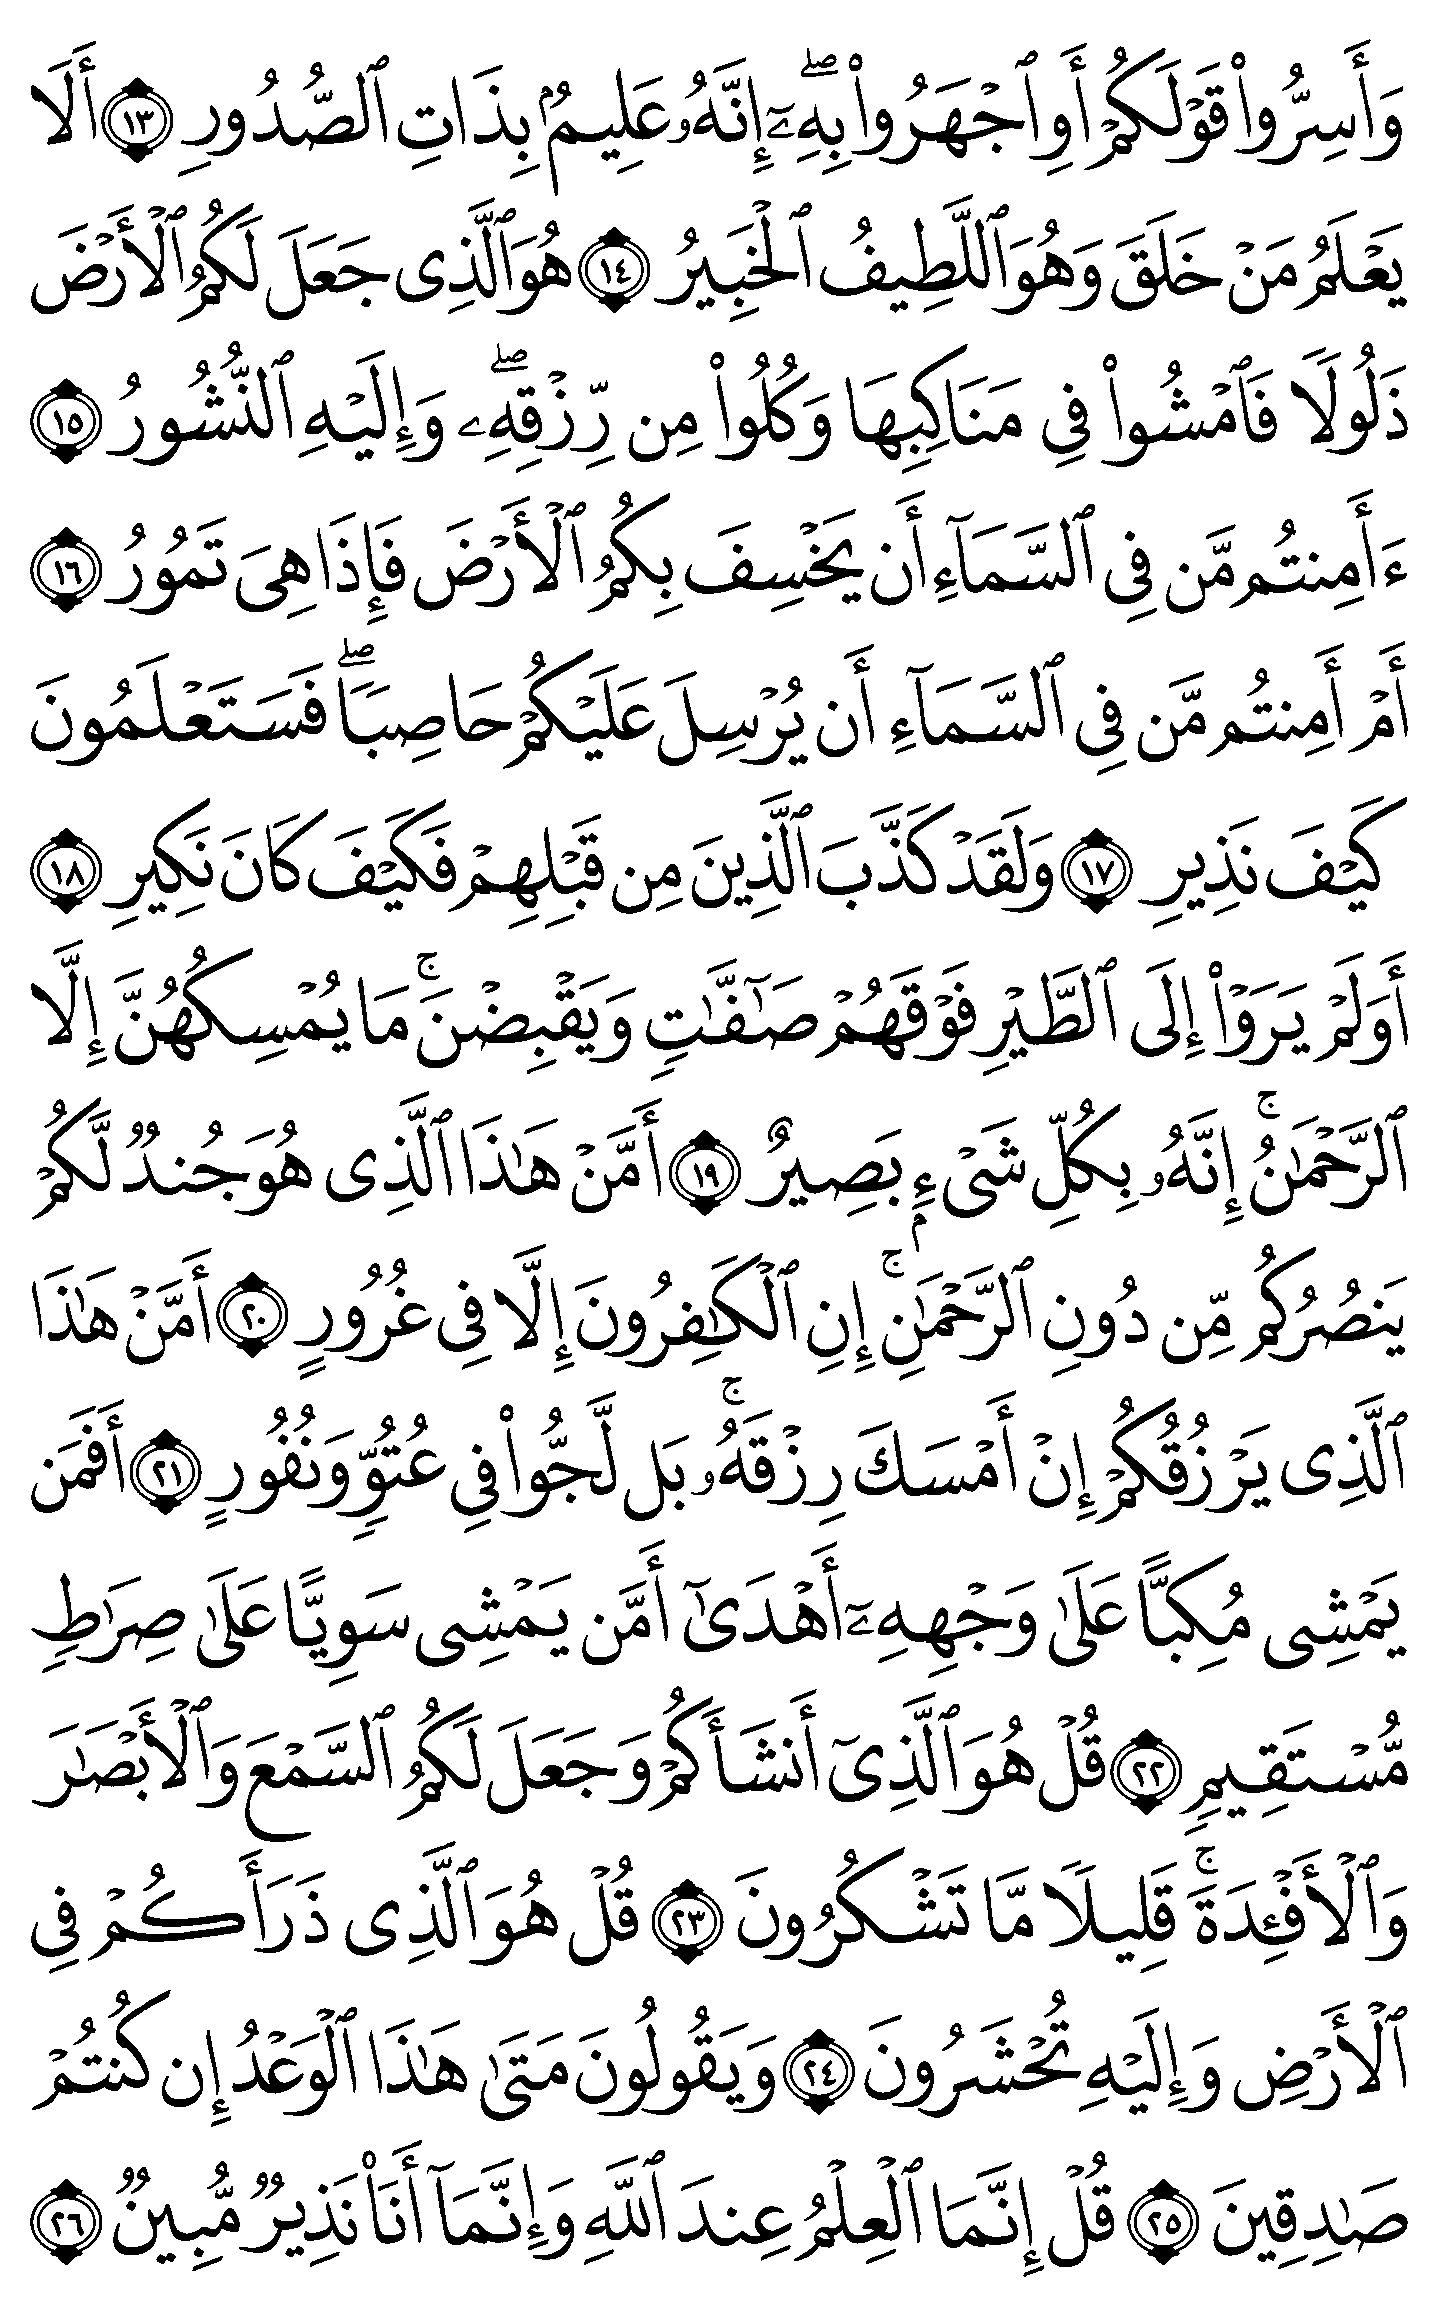 وَأَسِرُّوا۟ قَوْلَكُمْ أَوِ ٱجْهَرُوا۟ بِهِۦٓ ۖ إِنَّهُۥ عَلِيمٌۢ بِذَاتِ ٱلصُّدُورِ ١٣ أَلَا
يَعْلَمُ مَنْ خَلَقَ وَهُوَ ٱللَّطِيفُ ٱلْخَبِيرُ ١٤ هُوَ ٱلَّذِى جَعَلَ لَكُمُ ٱلْأَرْضَ
ذَلُولًا فَٱمْشُوا۟ فِى مَنَاكِبِهَا وَكُلُوا۟ مِن رِّزْقِهِۦ ۖ وَإِلَيْهِ ٱلنُّشُورُ ١٥
ءَأَمِنتُم مَّن فِى ٱلسَّمَآءِ أَن يَخْسِفَ بِكُمُ ٱلْأَرْضَ فَإِذَا هِىَ تَمُورُ ١٦
أَمْ أَمِنتُم مَّن فِى ٱلسَّمَآءِ أَن يُرْسِلَ عَلَيْكُمْ حَاصِبًا ۖ فَسَتَعْلَمُونَ
كَيْفَ نَذِيرِ ١٧ وَلَقَدْ كَذَّبَ ٱلَّذِينَ مِن قَبْلِهِمْ فَكَيْفَ كَانَ نَكِيرِ ١٨
أَوَلَمْ يَرَوْا۟ إِلَى ٱلطَّيْرِ فَوْقَهُمْ صَٰٓفَّٰتٍ وَيَقْبِضْنَ ۚ مَا يُمْسِكُهُنَّ إِلَّا
ٱلرَّحْمَٰنُ ۚ إِنَّهُۥ بِكُلِّ شَىْءٍۭ بَصِيرٌ ١٩ أَمَّنْ هَٰذَا ٱلَّذِى هُوَ جُندٌ لَّكُمْ
يَنصُرُكُم مِّن دُونِ ٱلرَّحْمَٰنِ ۚ إِنِ ٱلْكَٰفِرُونَ إِلَّا فِى غُرُورٍ ٢٠ أَمَّنْ هَٰذَا
ٱلَّذِى يَرْزُقُكُمْ إِنْ أَمْسَكَ رِزْقَهُۥ ۚ بَل لَّجُّوا۟ فِى عُتُوٍّ وَنُفُورٍ ٢١ أَفَمَن
يَمْشِى مُكِبًّا عَلَىٰ وَجْهِهِۦٓ أَهْدَىٰٓ أَمَّن يَمْشِى سَوِيًّا عَلَىٰ صِرَٰطٍ
مُّسْتَقِيمٍ ٢٢ قُلْ هُوَ ٱلَّذِىٓ أَنشَأَكُمْ وَجَعَلَ لَكُمُ ٱلسَّمْعَ وَٱلْأَبْصَٰرَ
وَٱلْأَفْـِٔدَةَ ۚ قَلِيلًا مَّا تَشْكُرُونَ ٢٣ قُلْ هُوَ ٱلَّذِى ذَرَأَكُمْ فِى
ٱلْأَرْضِ وَإِلَيْهِ تُحْشَرُونَ ٢٤ وَيَقُولُونَ مَتَىٰ هَٰذَا ٱلْوَعْدُ إِن كُنتُمْ
صَٰدِقِينَ ٢٥ قُلْ إِنَّمَا ٱلْعِلْمُ عِندَ ٱللَّهِ وَإِنَّمَآ أَنَا۠ نَذِيرٌ مُّبِينٌ ٢٦